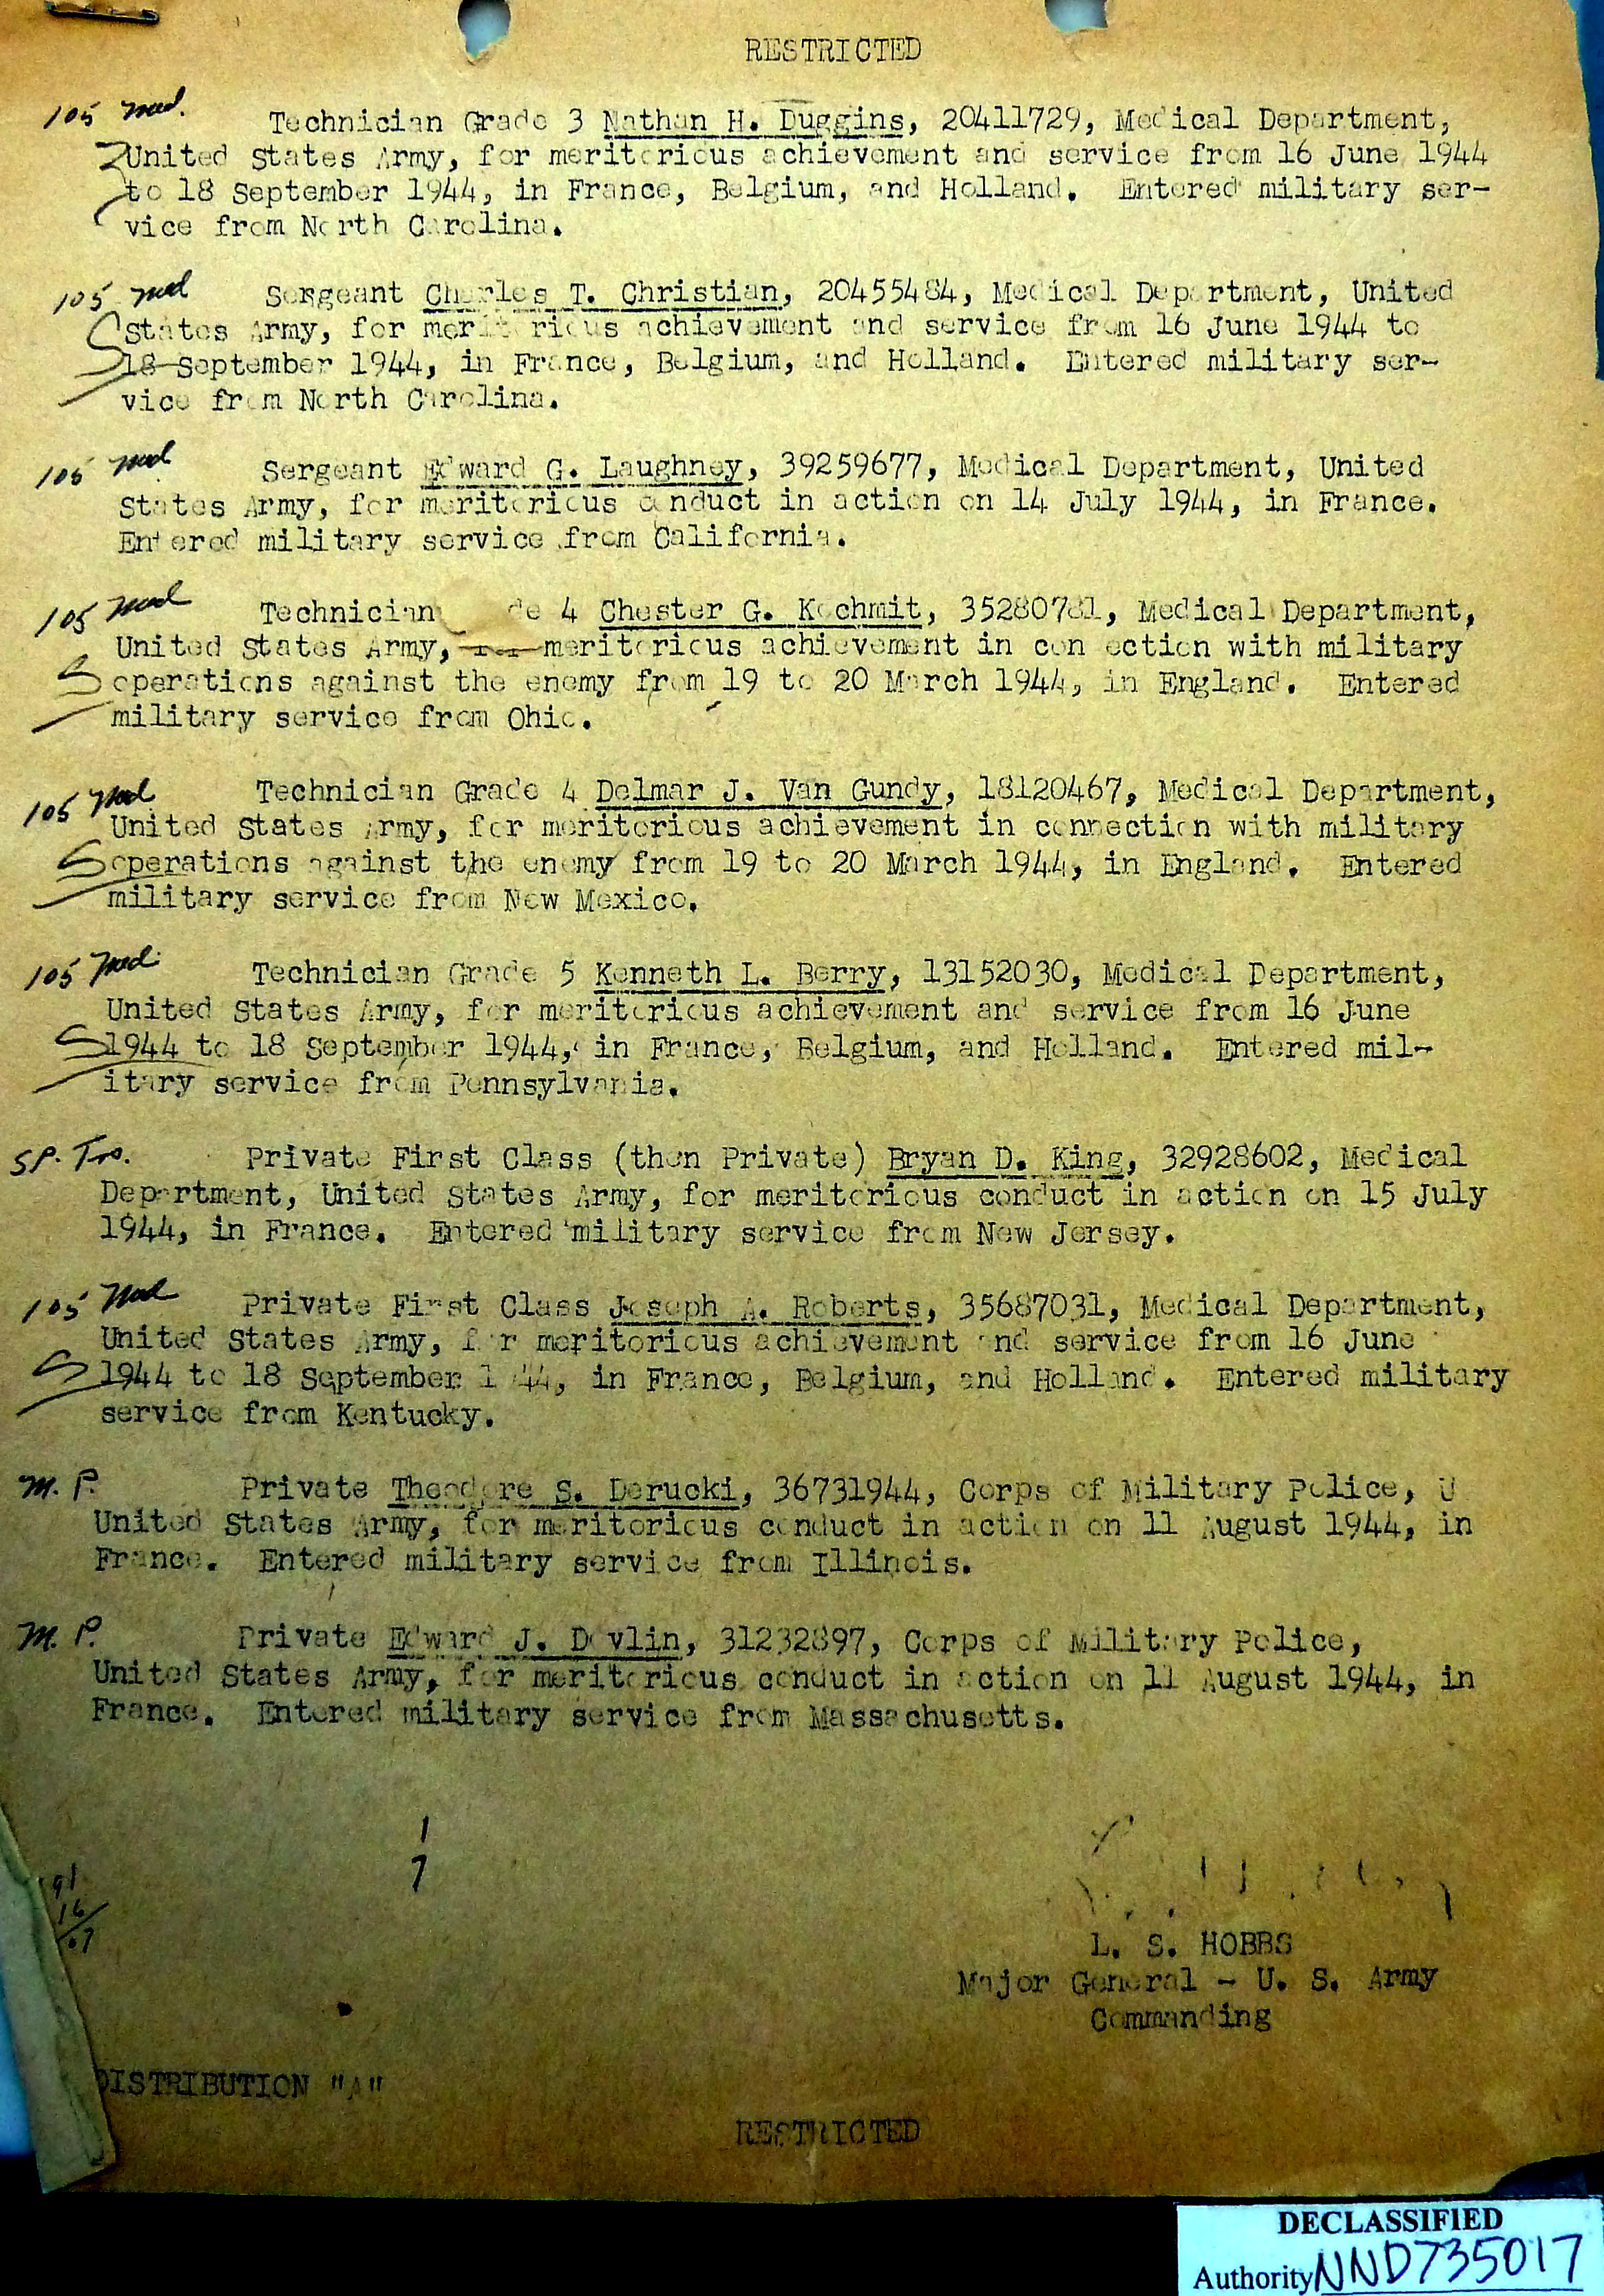 RESTRICTED
105 Med. Technician Grade 3 Nathan H. Duggins, 20411729, Medical Department,
United States Army, for meritorious achievement and service from 16 June 1944
to 18 September 1944, in France, Belgium, and Holland. Entered military ser-
vice from North Carolina.
105 Med Sergeant Charles T. Christian, 20455484, Medical Department, United
States Army, for meritorious achievement and service from 16 June 1944 to
18 September 1944, in France, Belgium, and Holland. Entered military ser-
vice from North Carolina.
105 Med Sergeant Edward G. Laughney, 39259677, Medical Department, United
States Army, for meritorious conduct in action on 14 July 1944, in France.
Entered military service from California.
105 Med Technician de 4 Chester G. Kochmit, 35280781, Medical Department,
United States Army, for meritorious achievement in con ection with military
operations against the enemy from 19 to 20 March 1944, in England. Entered
military service from Ohio.
105 Med Technician Grade 4 Delmar J. Van Gundy, 18120467, Medical Department,
United States Army, for meritorious achievement in connection with military
operations against the enemy from 19 to 20 March 1944, in England. Entered
military service from New Mexico.
105 Med. Technician Grade 5 Kenneth L. Berry, 13152030, Medical Department,
United States Army, for meritorious achievement and service from 16 June
1944 to 18 September 1944, in France, Belgium, and Holland. Entered mil-
itary service from Pennsylvania.
SP. Trs. Private First Class (then Private) Bryan D. King, 32928602, Medical
Department, United States Army, for meritorious conduct in action on 15 July
1944, in France. Entered military service from New Jersey.
105 Med Private First Class Joseph A. Roberts, 35687031, Medical Department,
United States Army, for meritorious achievement and service from 16 June
1944 to 18 September 1944, in France, Belgium, and Holland. Entered military
service from Kentucky.
M. P. Private Theodore S. Derucki, 36731944, Corps of Military Police, U
United States Army, for meritorious conduct in action on 11 August 1944, in
France. Entered military service from Illinois.
M. P. Private Edward J. Devlin, 31232897, Corps of Military Police,
United States Army, for meritorious conduct in action on 11 August 1944, in
France. Entered military service from Massachusetts.
1
7
91
16
L. S. HOBBS
Major General - U. S. Army
Commanding
DISTRIBUTION "A"
RESTRICTED
DECLASSIFIED
Authority NND735017